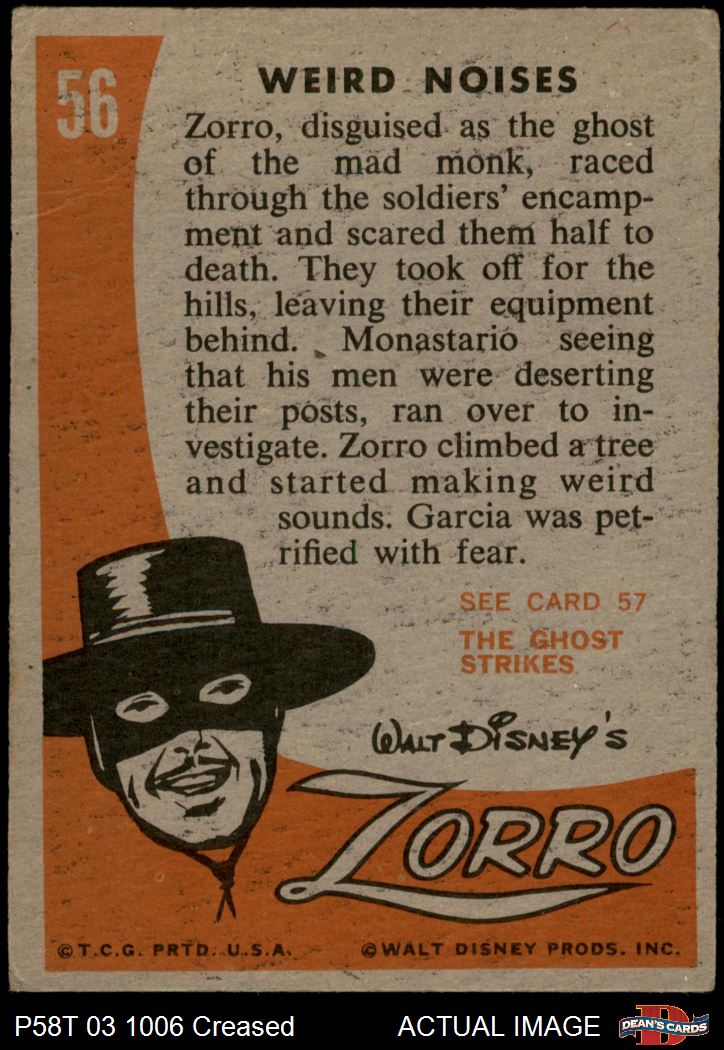 56
WEIRD NOISES
Zorro, disguised as the ghost
of the mad monk, raced
through the soldiers' encamp-
ment and scared them half to
death. They took off for the
hills, leaving their equipment
behind. Monastario seeing
that his men were deserting
their posts, ran over to in-
vestigate. Zorro climbed a tree
and started making weird
sounds. Garcia was pet-
rified with fear.
SEE CARD 57
THE GHOST
STRIKES
WALT DISNEY'S
ZORRO
©T.C.G. PRTD. U.S.A.
©WALT DISNEY PRODS. INC.
P58T 03 1006 Creased
ACTUAL IMAGE
D
DEAN'S CARDS